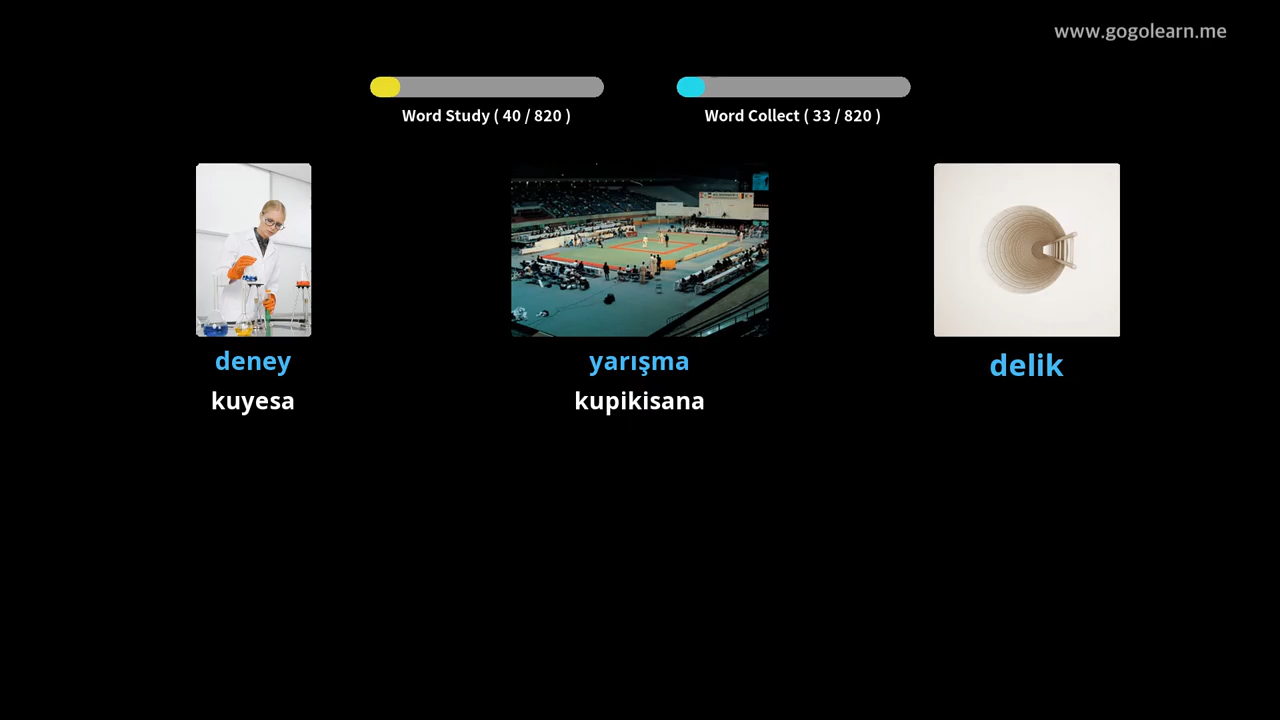 www.gogolearn.me
Word Study ( 40 / 820 )
Word Collect ( 33 / 820 )
deney
kuyesa
yarışma
kupikisana
delik